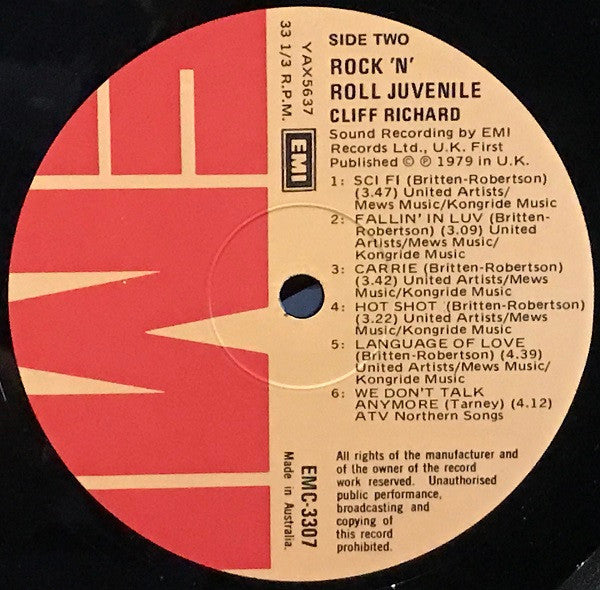 SIDE TWO
ROCK 'N'
ROLL JUVENILE
CLIFF RICHARD
Sound Recording by EMI
Records Ltd., U.K. First
Published © ℗ 1979 in U.K.
1: SCI FI (Britten-Robertson)
(3.47) United Artists/
Mews Music/Kongride Music
2: FALLIN' IN LUV (Britten-
Robertson) (3.09) United
Artists/Mews Music/
Kongride Music
3: CARRIE (Britten-Robertson)
(3.42) United Artists/Mews
Music/Kongride Music
4: HOT SHOT (Britten-Robertson)
(3.22) United Artists/Mews
Music/Kongride Music
5: LANGUAGE OF LOVE
(Britten-Robertson) (4.39)
United Artists/Mews Music/
Kongride Music
6: WE DON'T TALK
ANYMORE (Tarney) (4.12)
ATV Northern Songs
All rights of the manufacturer and
of the owner of the record
work reserved. Unauthorised
public performance,
broadcasting and
copying of
this record
prohibited.
YAX5637
33 1/3 R.P.M.
EMI
EMC-3307
Made in Australia.
EMI